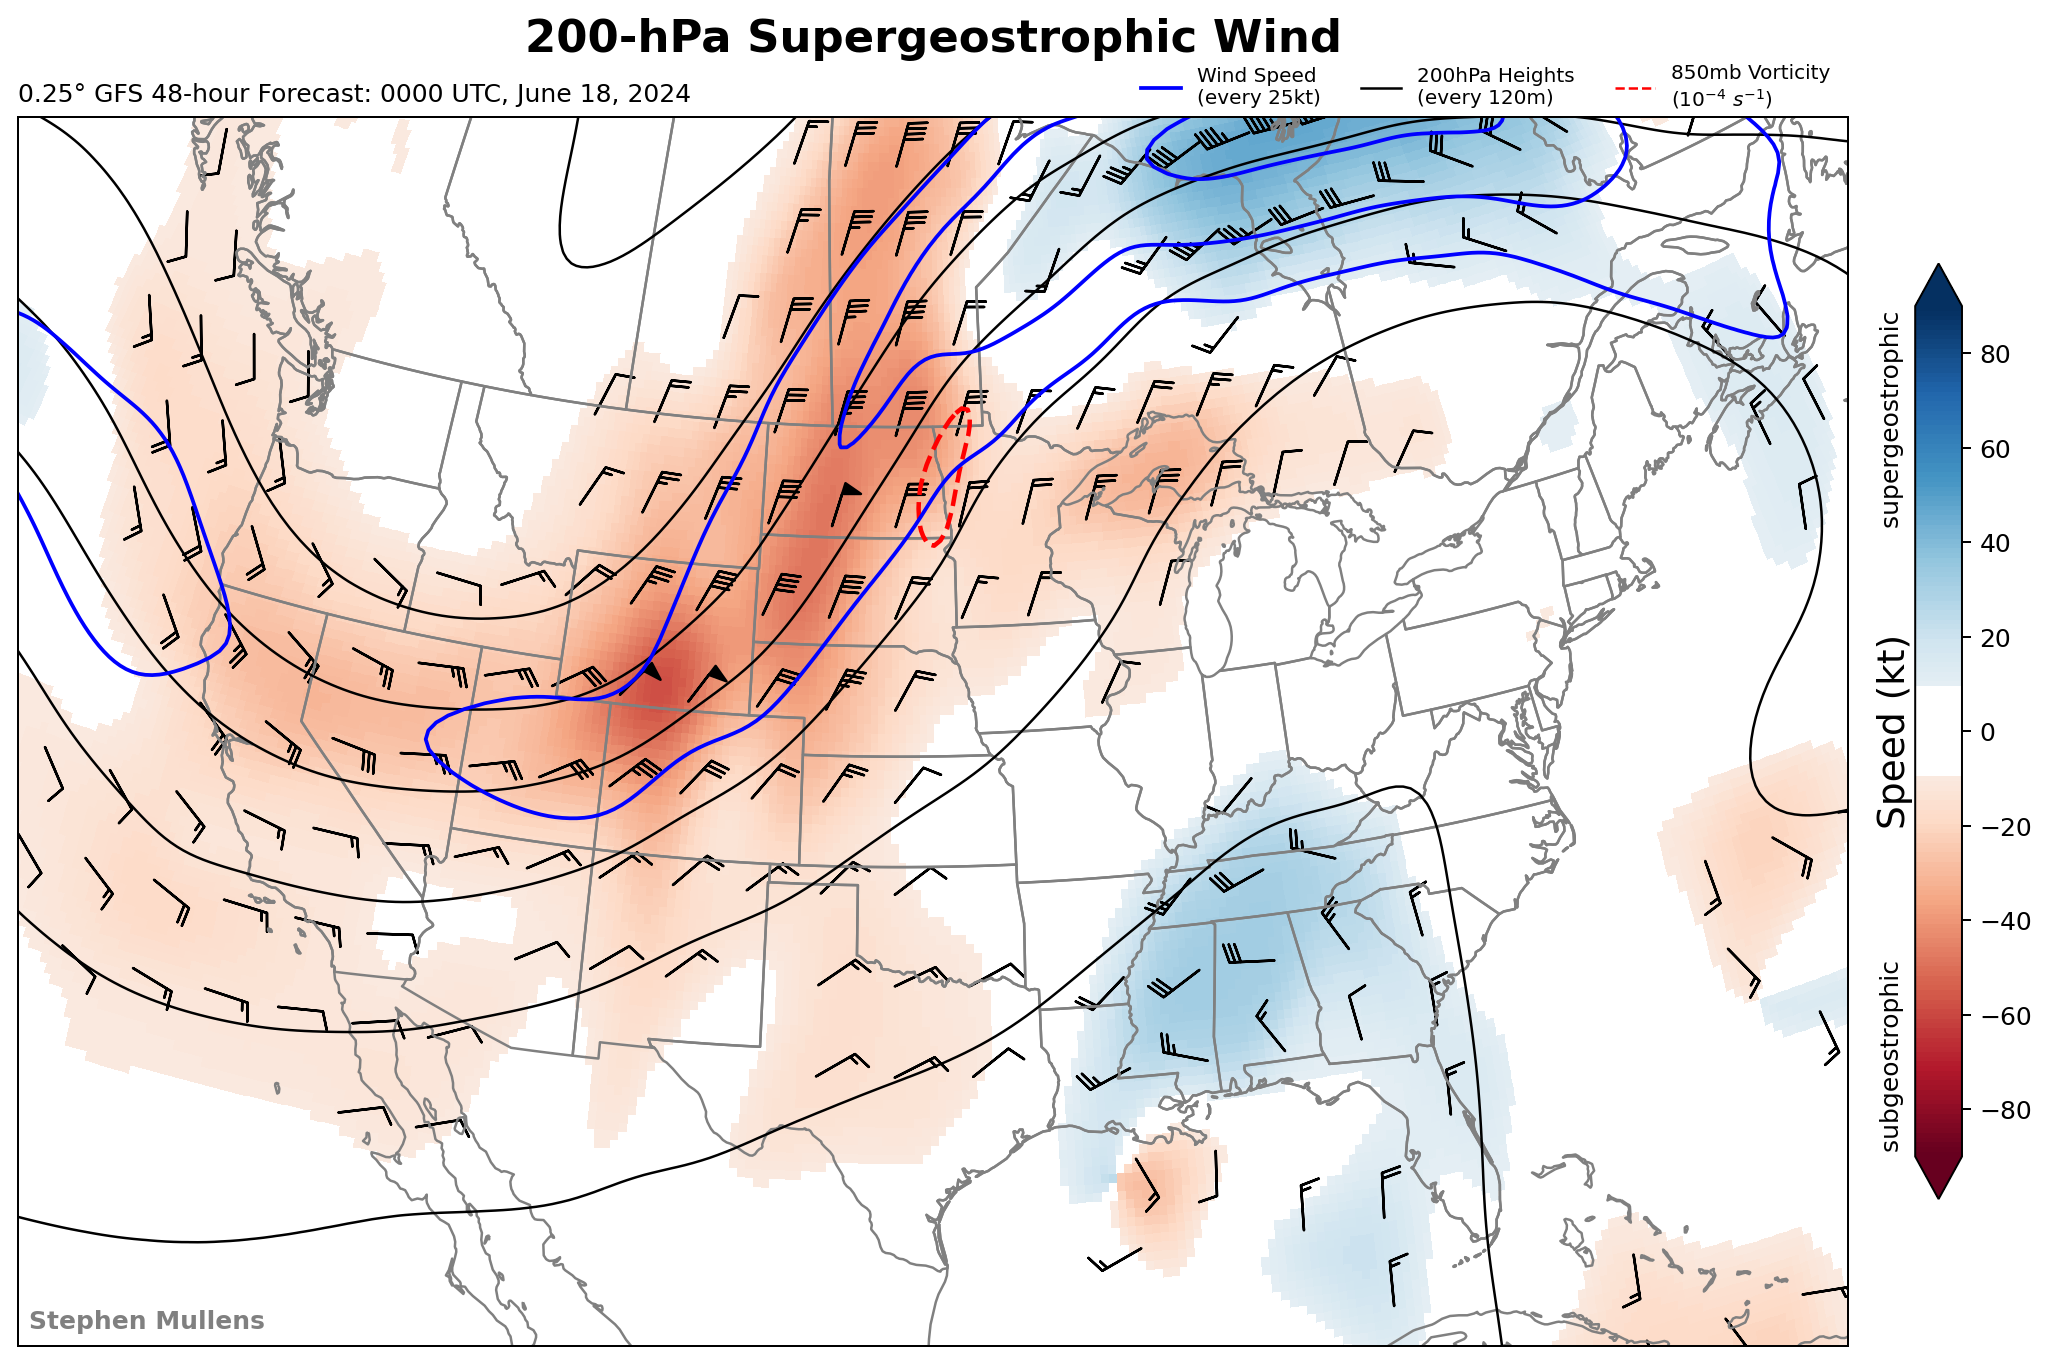 200-hPa Supergeostrophic Wind
0.25° GFS 48-hour Forecast: 0000 UTC, June 18, 2024
Wind Speed
(every 25kt)
200hPa Heights
(every 120m)
850mb Vorticity
(10⁻⁴ s⁻¹)
supergeostrophic
Speed (kt)
subgeostrophic
80
60
40
20
0
−20
−40
−60
−80
Stephen Mullens